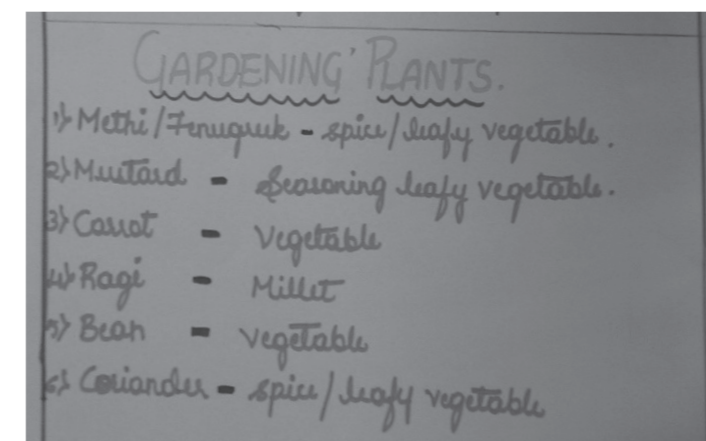 GARDENING PLANTS.
1) Methi/Fenugreek - spice/leafy vegetable.
2) Mustard - Seasoning leafy vegetable.
3) Carrot - Vegetable
4) Ragi - Millet
5) Bean - vegetable
6) Coriander - spice/leafy vegetable